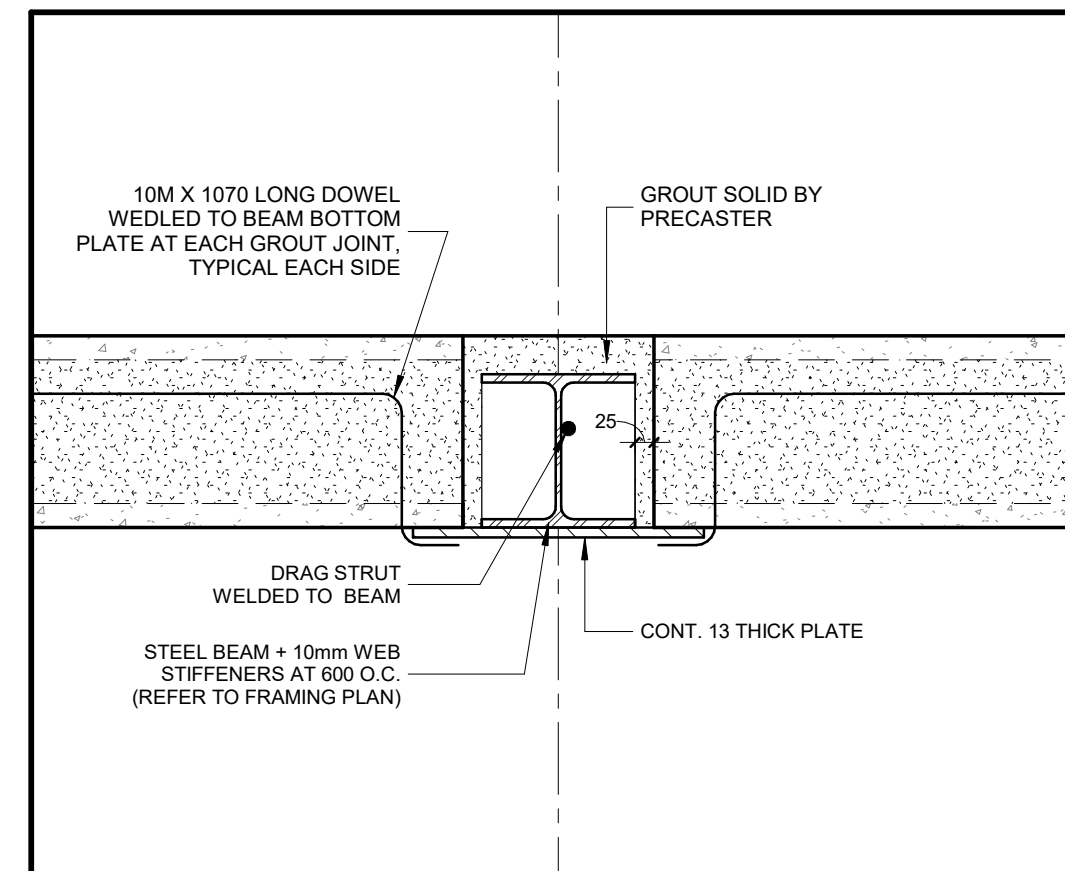 10M X 1070 LONG DOWEL
WEDLED TO BEAM BOTTOM
PLATE AT EACH GROUT JOINT,
TYPICAL EACH SIDE
GROUT SOLID BY
PRECASTER
25
DRAG STRUT
WELDED TO BEAM
STEEL BEAM + 10mm WEB
STIFFENERS AT 600 O.C.
(REFER TO FRAMING PLAN)
CONT. 13 THICK PLATE